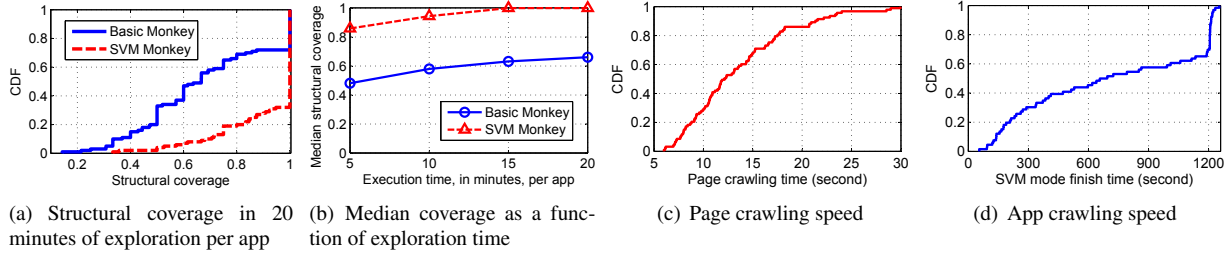 1
0.8
0.6
0.4
0.2
0
CDF
Basic Monkey
SVM Monkey
0.2
0.4
0.6
0.8
1
Structural coverage
(a) Structural coverage in 20
minutes of exploration per app
1
0.8
0.6
0.4
0.2
0
Median structural coverage
Basic Monkey
SVM Monkey
5
10
15
20
Execution time, in minutes, per app
(b) Median coverage as a func-
tion of exploration time
1
0.8
0.6
0.4
0.2
0
CDF
5
10
15
20
25
30
Page crawling time (second)
(c) Page crawling speed
1
0.8
0.6
0.4
0.2
0
CDF
0
300
600
900
1200
SVM mode finish time (second)
(d) App crawling speed